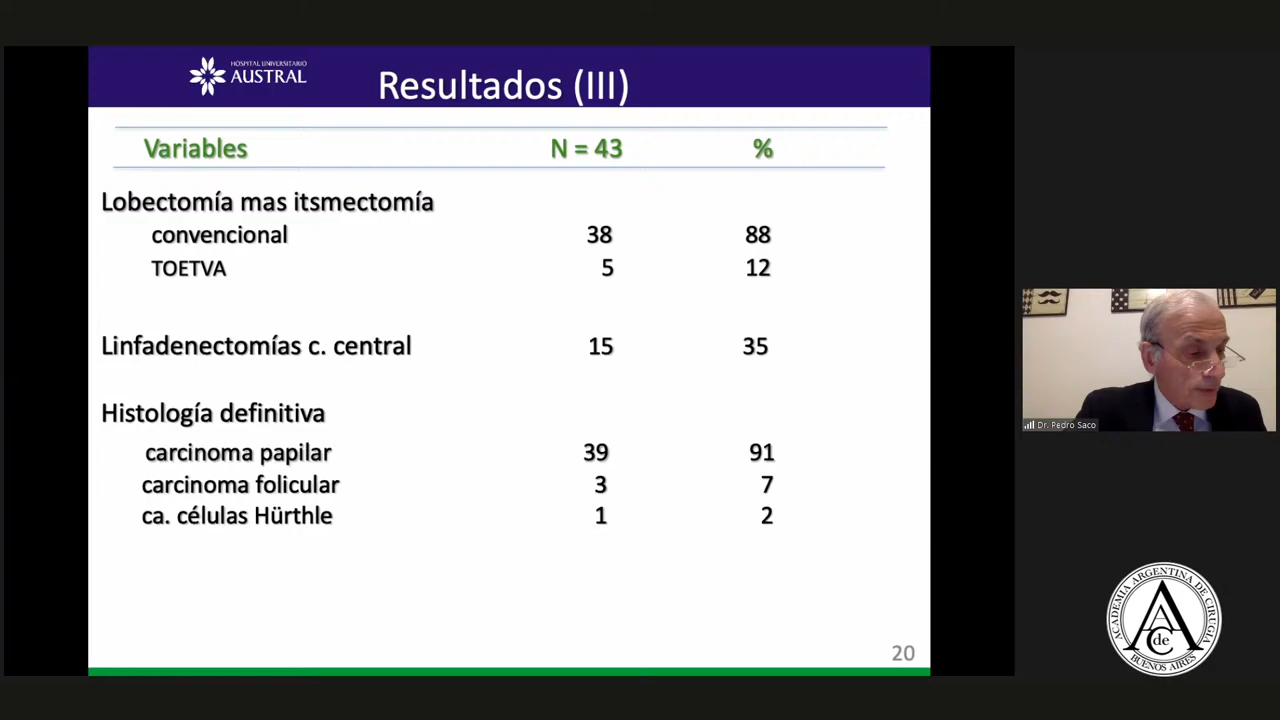 HOSPITAL UNIVERSITARIO
AUSTRAL
Resultados (III)
Variables N = 43 %
Lobectomía mas itsmectomía
convencional 38 88
TOETVA 5 12
Linfadenectomías c. central 15 35
Histología definitiva
carcinoma papilar 39 91
carcinoma folicular 3 7
ca. células Hürthle 1 2
20
Dr. Pedro Saco
ACADEMIA ARGENTINA DE CIRUGÍA
A
C de
BUENOS AIRES